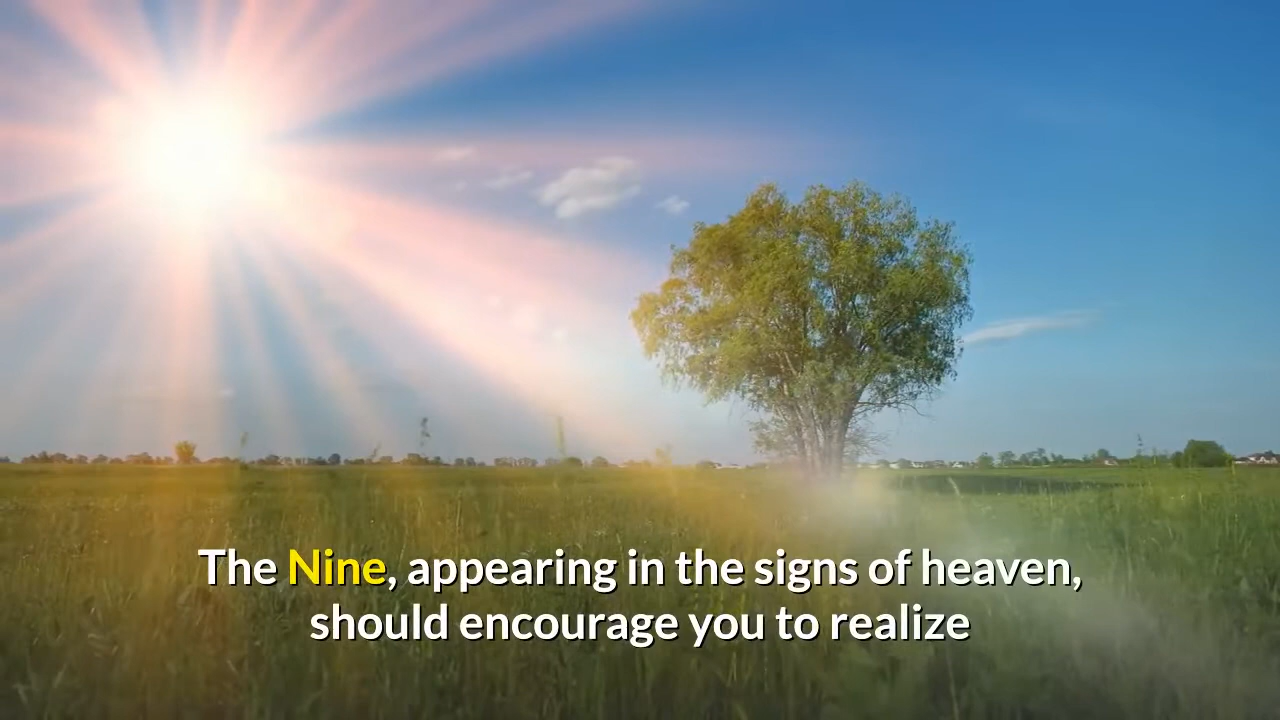 The Nine, appearing in the signs of heaven,
should encourage you to realize